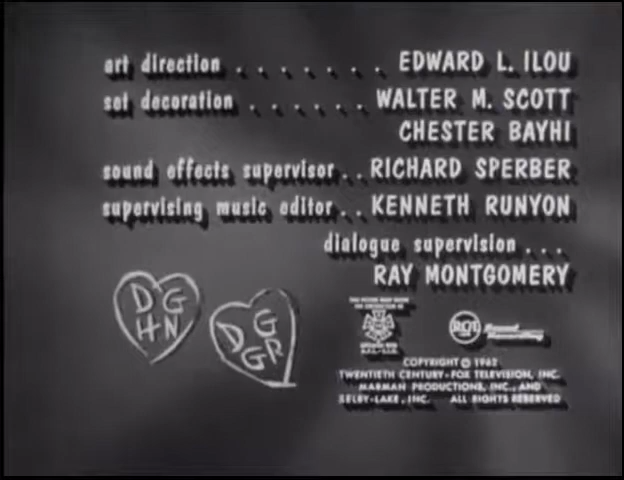 art direction . . . . . . . EDWARD L. ILOU
set decoration . . . . . . WALTER M. SCOTT
CHESTER BAYHI
sound effects supervisor . . RICHARD SPERBER
supervising music editor . . KENNETH RUNYON
dialogue supervision . . .
RAY MONTGOMERY
DG
HN
DG
GR
RCA
COPYRIGHT © 1962
TWENTIETH CENTURY-FOX TELEVISION, INC.
MARMAN PRODUCTIONS, INC., AND
SELBY-LAKE, INC. ALL RIGHTS RESERVED